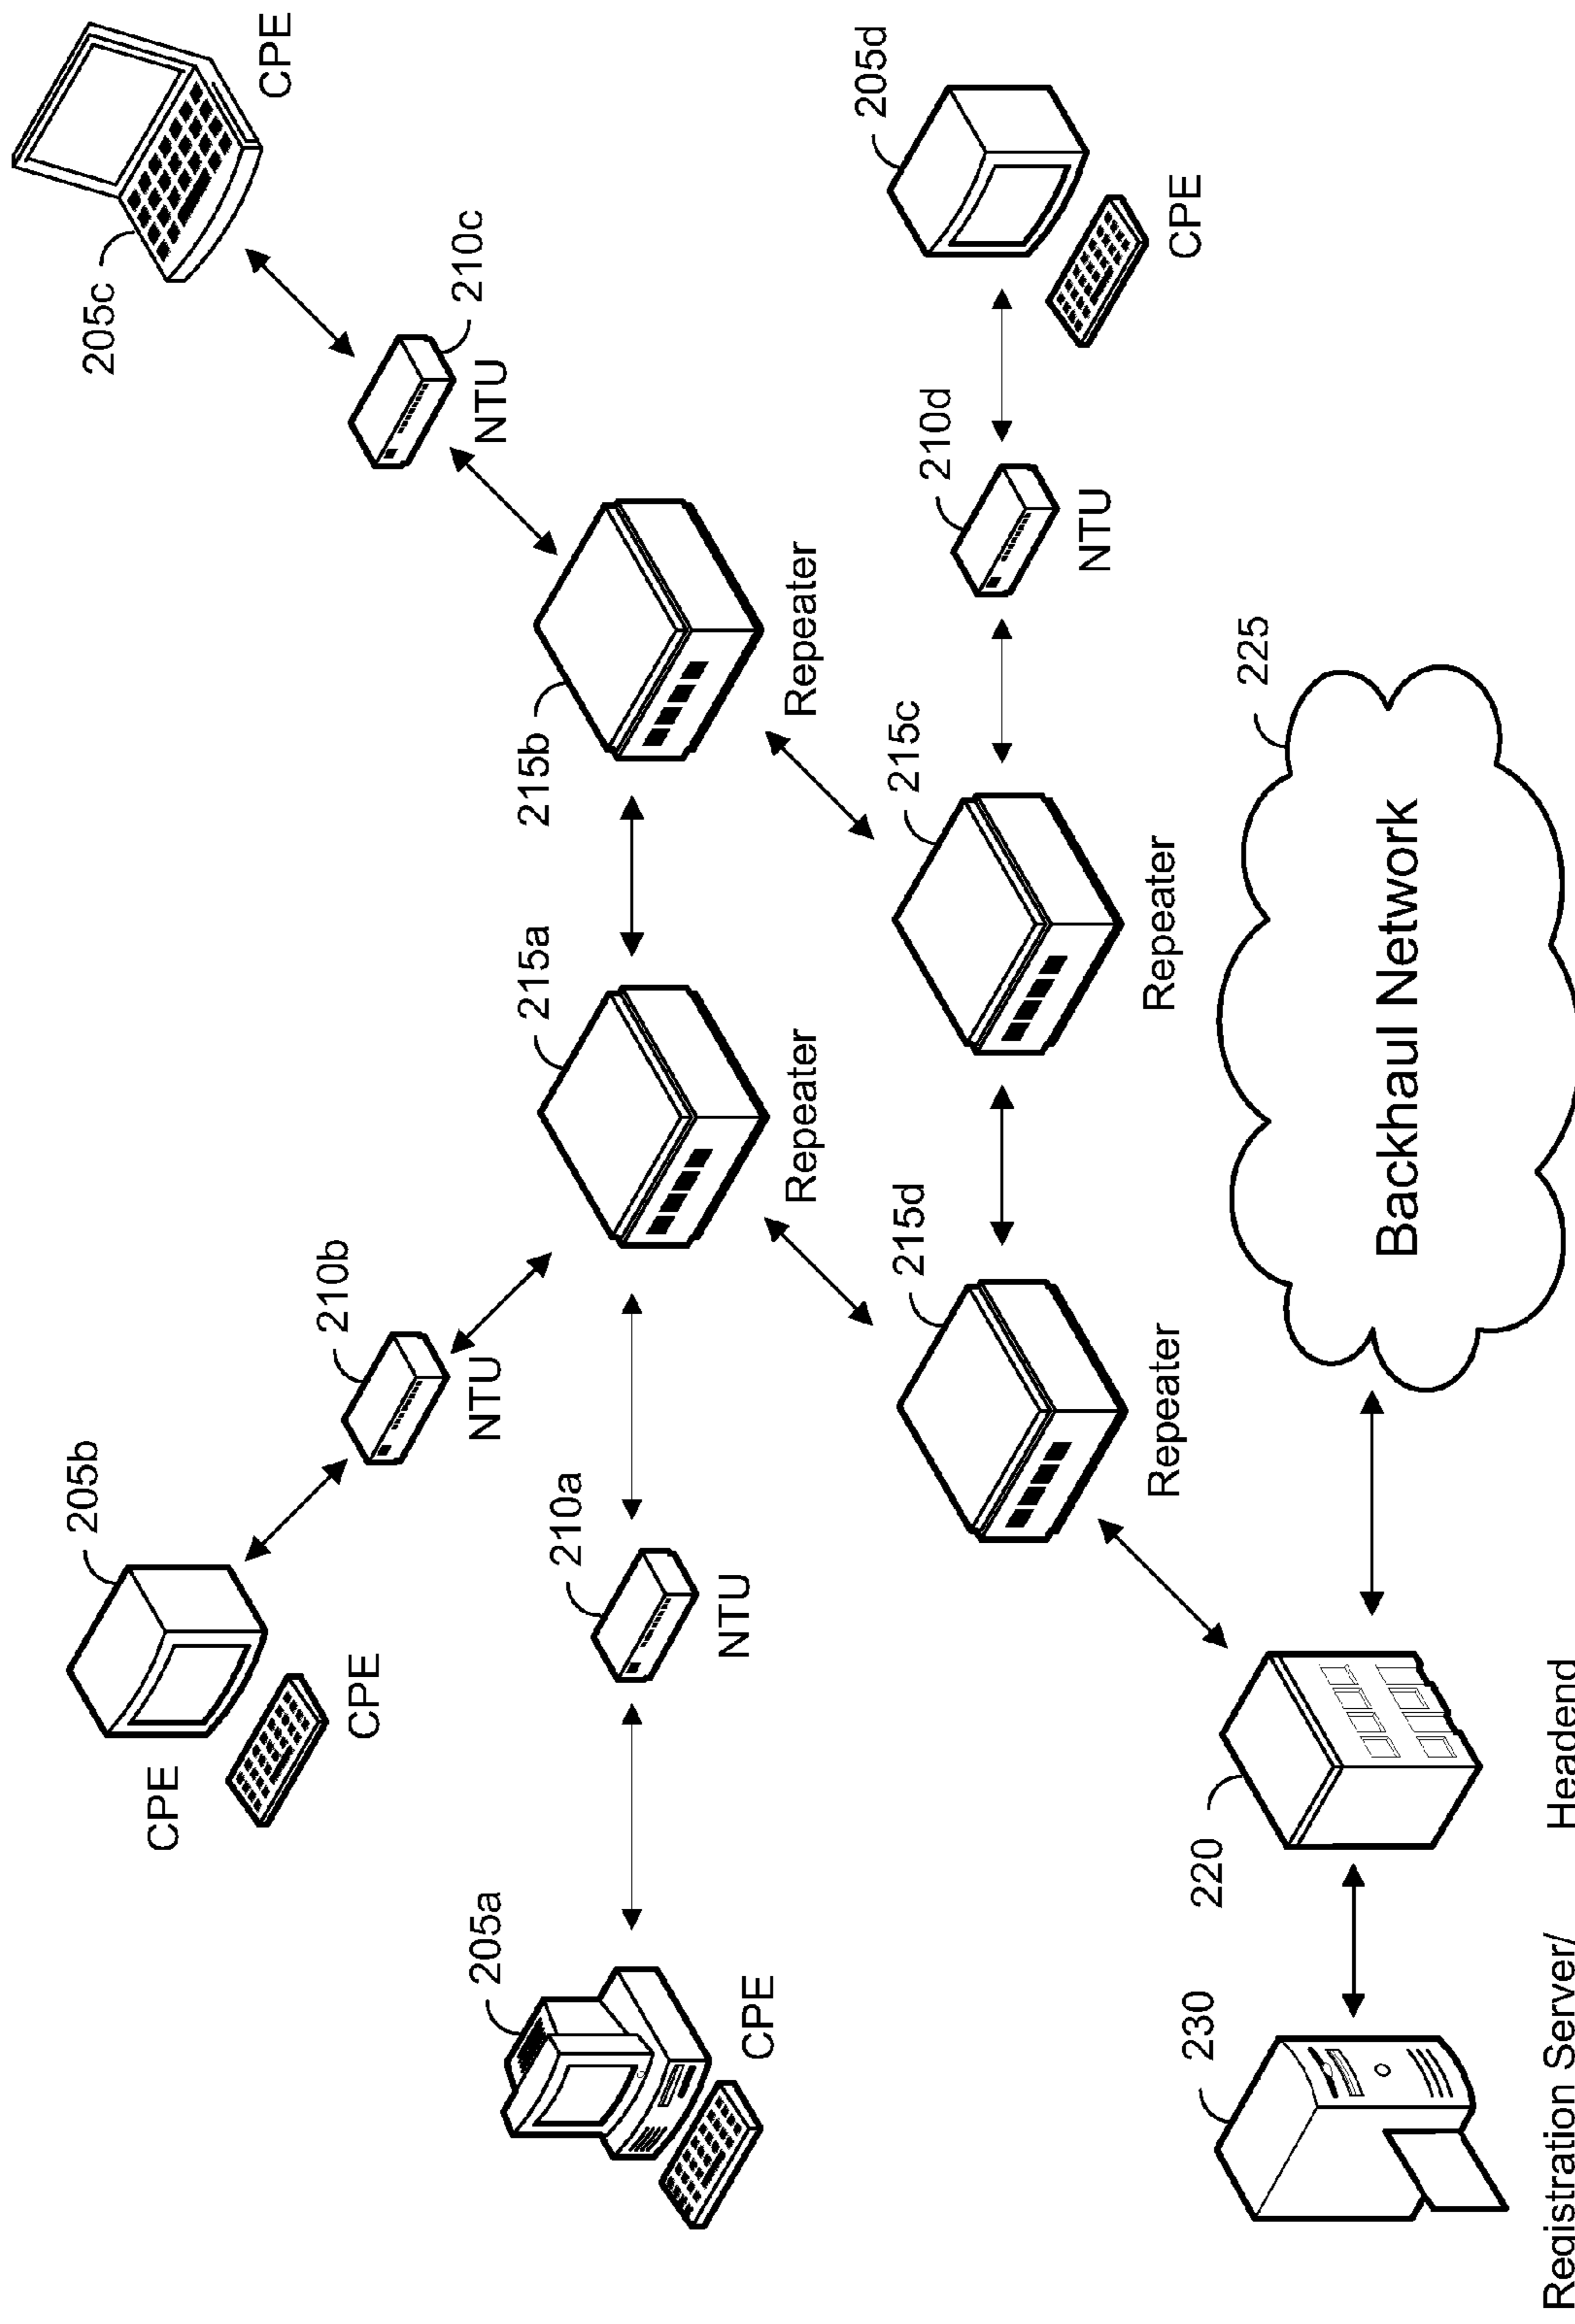 205b
205c
CPE
CPE
210b
CPE
210c
NTU
NTU
205a
215a
215b
210a
NTU
CPE
Repeater
Repeater
205d
215d
215c
210d
NTU
Repeater
Repeater
CPE
230
220
225
Backhaul Network
Registration Server/
Headend